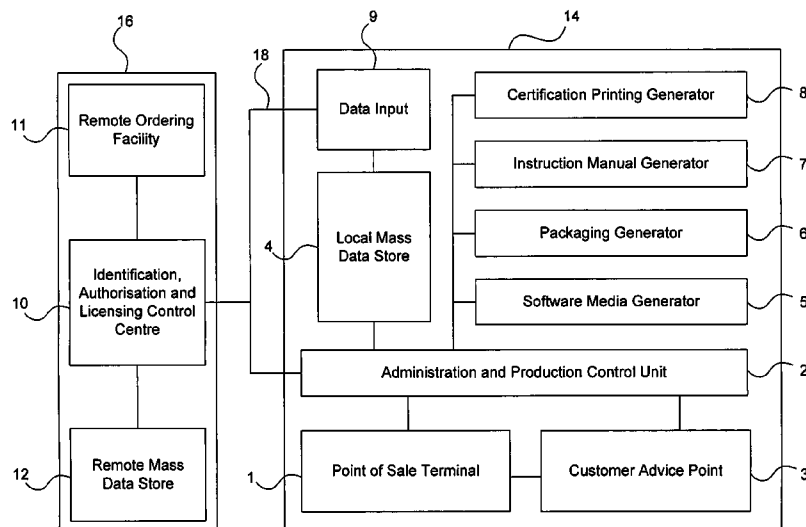 16
9
14
18
11
Remote Ordering
Facility
Data Input
Certification Printing Generator
8
Instruction Manual Generator
7
4
Local Mass
Data Store
Packaging Generator
6
10
Identification,
Authorisation and
Licensing Control
Centre
Software Media Generator
5
Administration and Production Control Unit
2
12
Remote Mass
Data Store
1
Point of Sale Terminal
Customer Advice Point
3